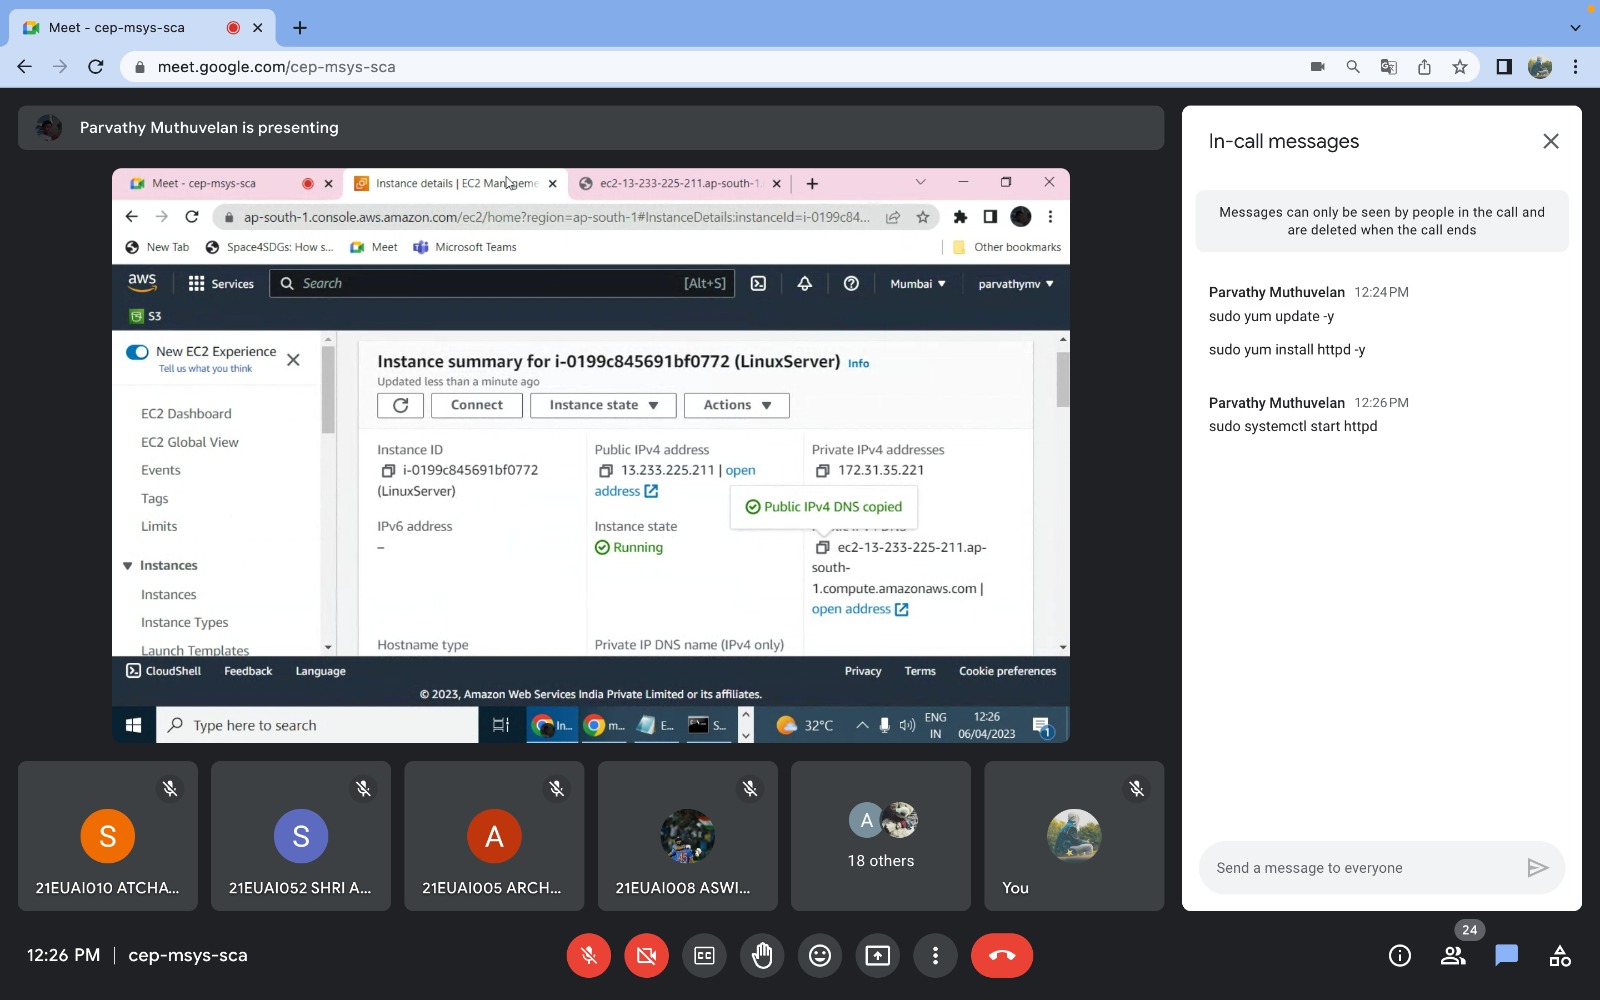 Meet - cep-msys-sca
meet.google.com/cep-msys-sca
Parvathy Muthuvelan is presenting
Meet - cep-msys-sca
Instance details | EC2 Manageme
ec2-13-233-225-211.ap-south-1.
ap-south-1.console.aws.amazon.com/ec2/home?region=ap-south-1#InstanceDetails:instanceId=i-0199c84...
New Tab
Space4SDGs: How s...
Meet
Microsoft Teams
Other bookmarks
aws
Services
Search
[Alt+S]
Mumbai
parvathymv
S3
New EC2 Experience
Tell us what you think
EC2 Dashboard
EC2 Global View
Events
Tags
Limits
Instances
Instances
Instance Types
Launch Templates
Instance summary for i-0199c845691bf0772 (LinuxServer) Info
Updated less than a minute ago
Connect
Instance state
Actions
Instance ID
i-0199c845691bf0772
(LinuxServer)
Public IPv4 address
13.233.225.211 | open
address
Private IPv4 addresses
172.31.35.221
Public IPv4 DNS copied
IPv6 address
–
Instance state
Running
ec2-13-233-225-211.ap-
south-
1.compute.amazonaws.com |
open address
Hostname type
Private IP DNS name (IPv4 only)
CloudShell
Feedback
Language
Privacy
Terms
Cookie preferences
© 2023, Amazon Web Services India Private Limited or its affiliates.
Type here to search
In...
m...
E...
S...
32°C
ENG
IN
12:26
06/04/2023
1
S
21EUAI010 ATCHA...
S
21EUAI052 SHRI A...
A
21EUAI005 ARCH...
21EUAI008 ASWI...
A
18 others
You
In-call messages
Messages can only be seen by people in the call and
are deleted when the call ends
Parvathy Muthuvelan 12:24 PM
sudo yum update -y
sudo yum install httpd -y
Parvathy Muthuvelan 12:26 PM
sudo systemctl start httpd
Send a message to everyone
12:26 PM | cep-msys-sca
24